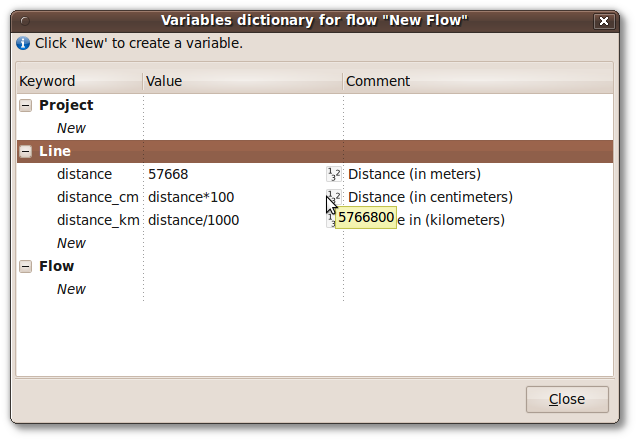 Variables dictionary for flow "New Flow"
Click 'New' to create a variable.
Keyword Value Comment
Project
New
Line
distance 57668 Distance (in meters)
distance_cm distance*100 Distance (in centimeters)
distance_km distance/1000 e in (kilometers)
5766800
New
Flow
New
Close